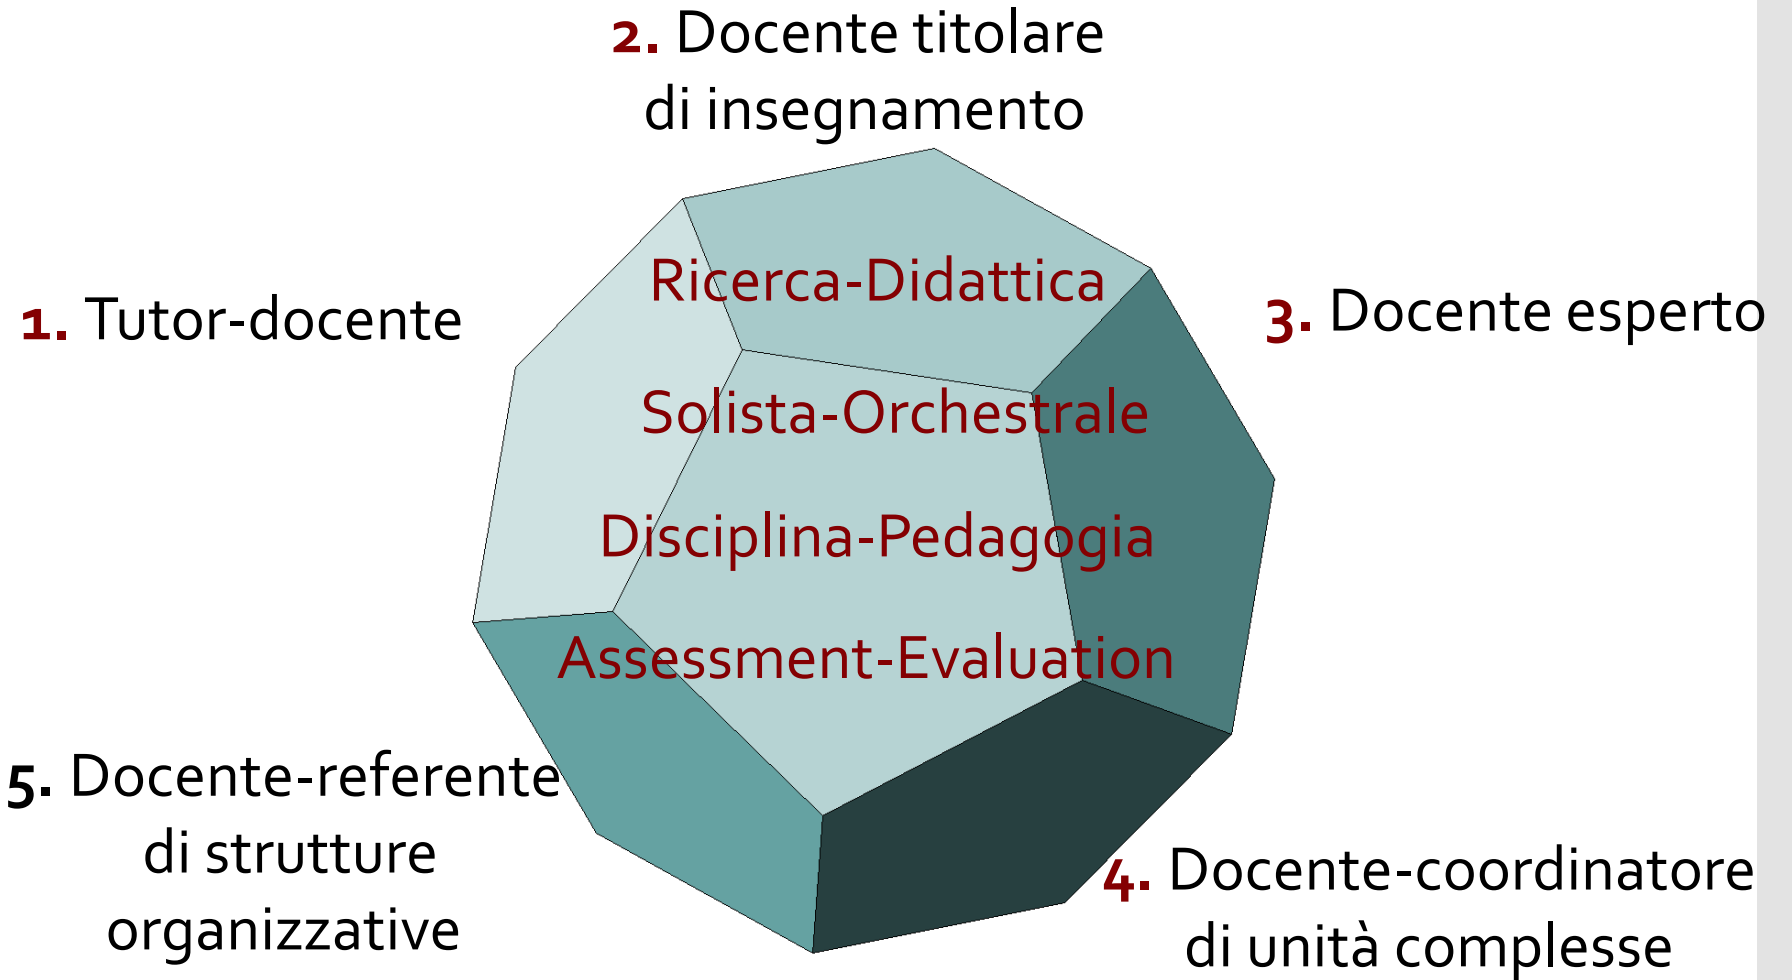 2. Docente titolare
di insegnamento
1. Tutor-docente
3. Docente esperto
Ricerca-Didattica
Solista-Orchestrale
Disciplina-Pedagogia
Assessment-Evaluation
5. Docente-referente
di strutture
organizzative
4. Docente-coordinatore
di unità complesse